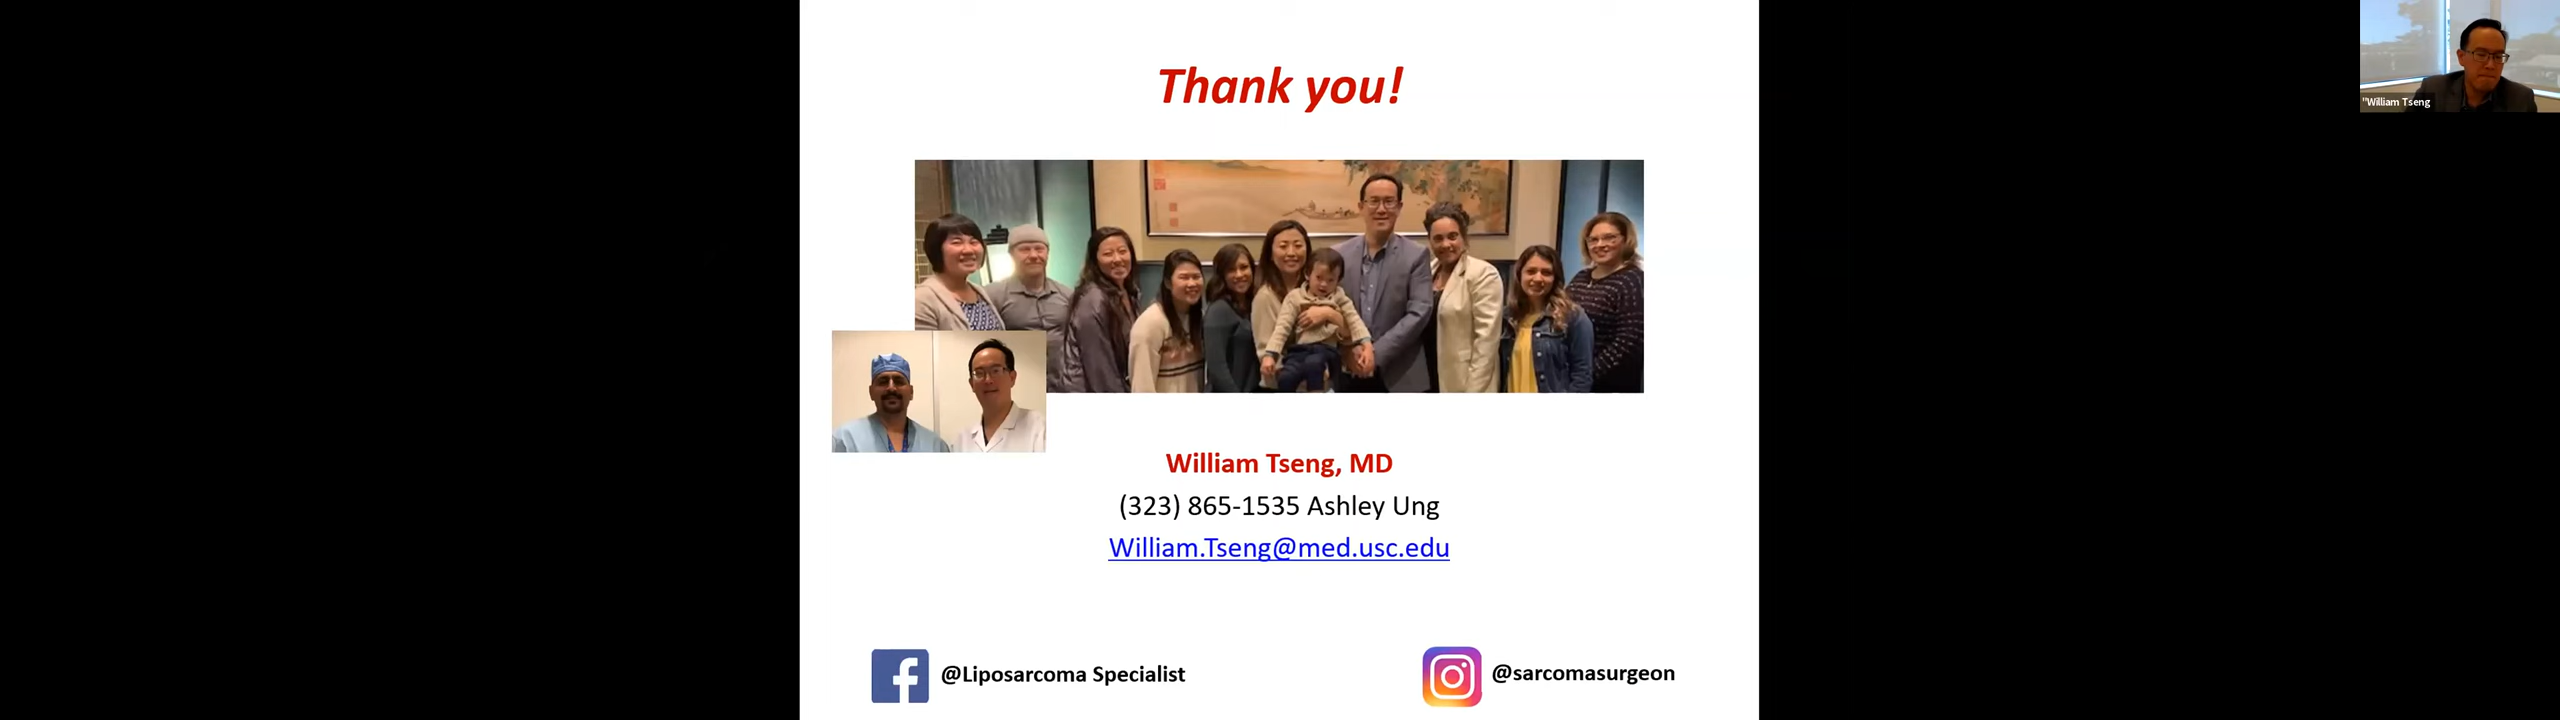 Thank you!
"William Tseng
William Tseng, MD
(323) 865-1535 Ashley Ung
William.Tseng@med.usc.edu
@Liposarcoma Specialist
@sarcomasurgeon